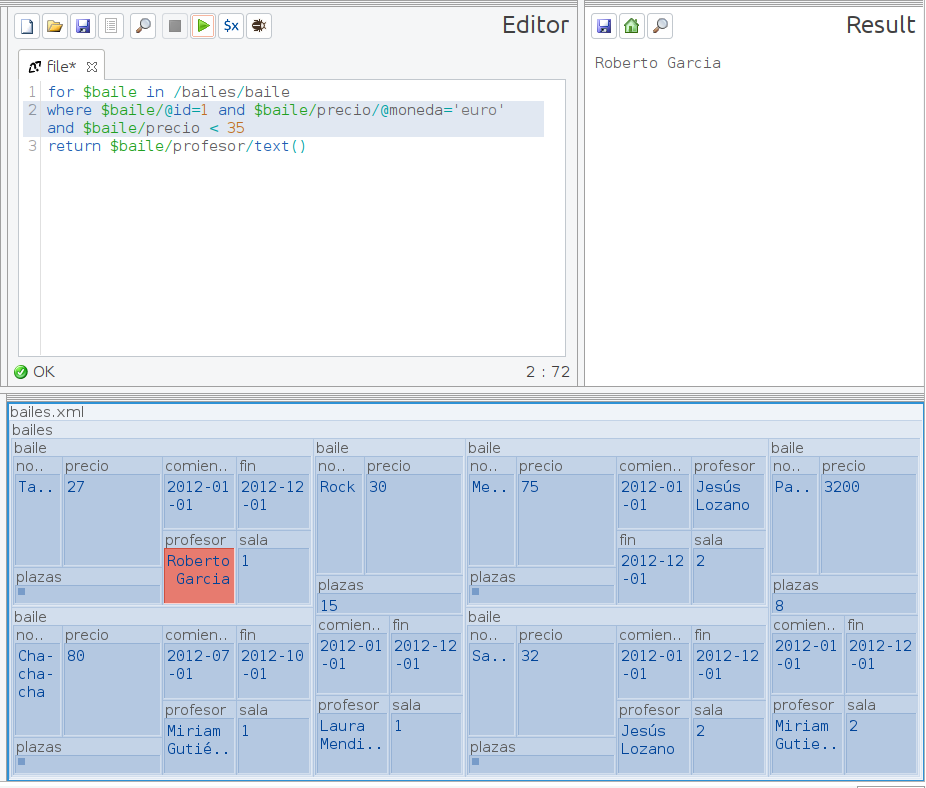 Editor
Result
$x
file*
1 for $baile in /bailes/baile
2 where $baile/@id=1 and $baile/precio/@moneda='euro'
and $baile/precio < 35
3 return $baile/profesor/text()
Roberto Garcia
OK
2 : 72
bailes.xml
bailes
baile
no.. precio comien.. fin
Ta.. 27 2012-01
-01 2012-12
-01
profesor sala
Roberto
Garcia 1
plazas
baile
no.. precio comien.. fin
Cha-
cha-
cha 80 2012-07
-01 2012-10
-01
profesor sala
Miriam
Gutié.. 1
plazas
baile
no.. precio
Rock 30
plazas
15
comien.. fin
2012-01
-01 2012-12
-01
profesor sala
Laura
Mendi.. 1
baile
no.. precio comien.. profesor
Me.. 75 2012-01
-01 Jesús
Lozano
fin sala
2012-12
-01 2
plazas
baile
no.. precio comien.. fin
Sa.. 32 2012-01
-01 2012-12
-01
profesor sala
Jesús
Lozano 2
plazas
baile
no.. precio
Pa.. 3200
plazas
8
comien.. fin
2012-01
-01 2012-12
-01
profesor sala
Miriam
Gutie.. 2